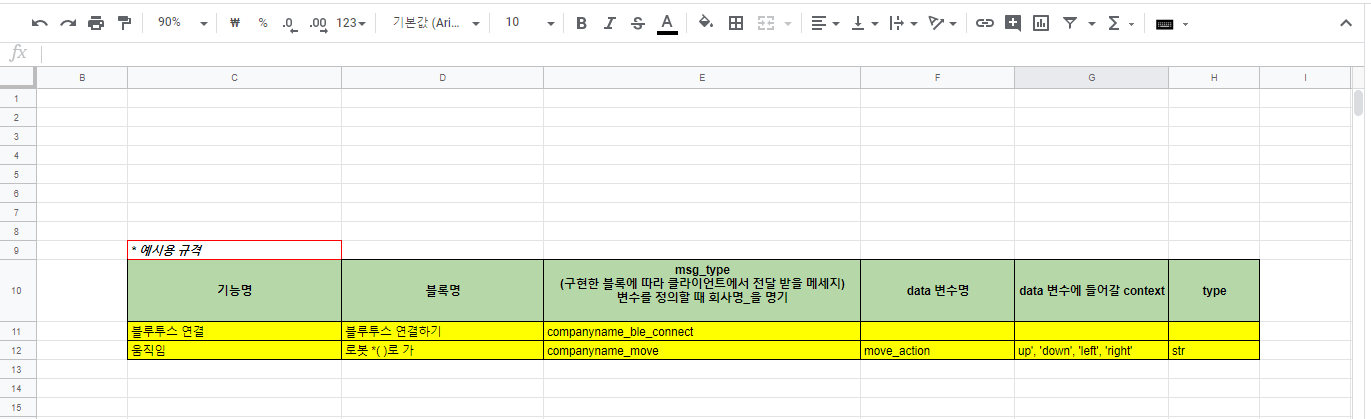 90% ₩ % .0 .00 123 기본값 (Ari... 10 B I S A Σ
fx
B C D E F G H I
1
2
3
4
5
6
7
8
9 * 예시용 규격
10 기능명 블록명 msg_type
(구현한 블록에 따라 클라이언트에서 전달 받을 메세지)
변수를 정의할 때 회사명_을 명기 data 변수명 data 변수에 들어갈 context type
11 블루투스 연결 블루투스 연결하기 companyname_ble_connect
12 움직임 로봇 *( )로 가 companyname_move move_action up', 'down', 'left', 'right' str
13
14
15